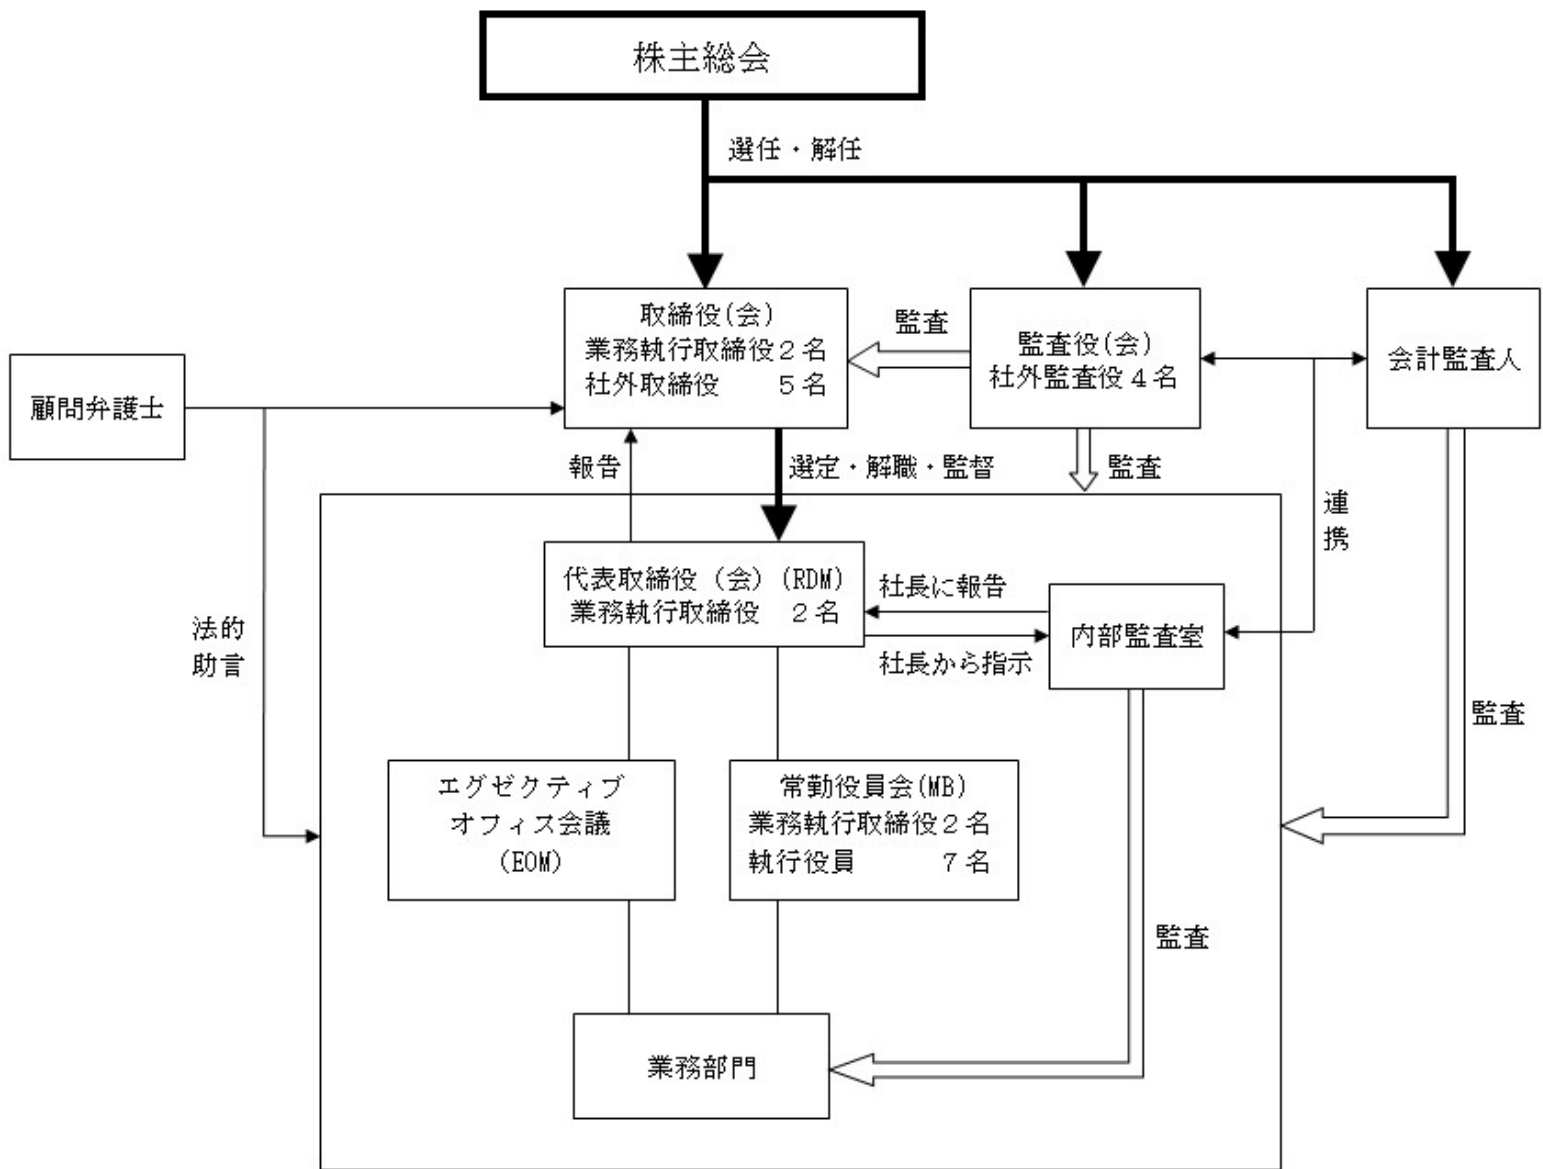 株主総会
選任・解任
取締役(会)
業務執行取締役2名
社外取締役　　5名
監査
監査役(会)
社外監査役4名
会計監査人
顧問弁護士
報告
選定・解職・監督
監査
連
携
代表取締役（会）(RDM)
業務執行取締役　2名
社長に報告
社長から指示
内部監査室
法的
助言
監査
エグゼクティブ
オフィス会議
(EOM)
常勤役員会(MB)
業務執行取締役2名
執行役員　　　7名
監査
業務部門